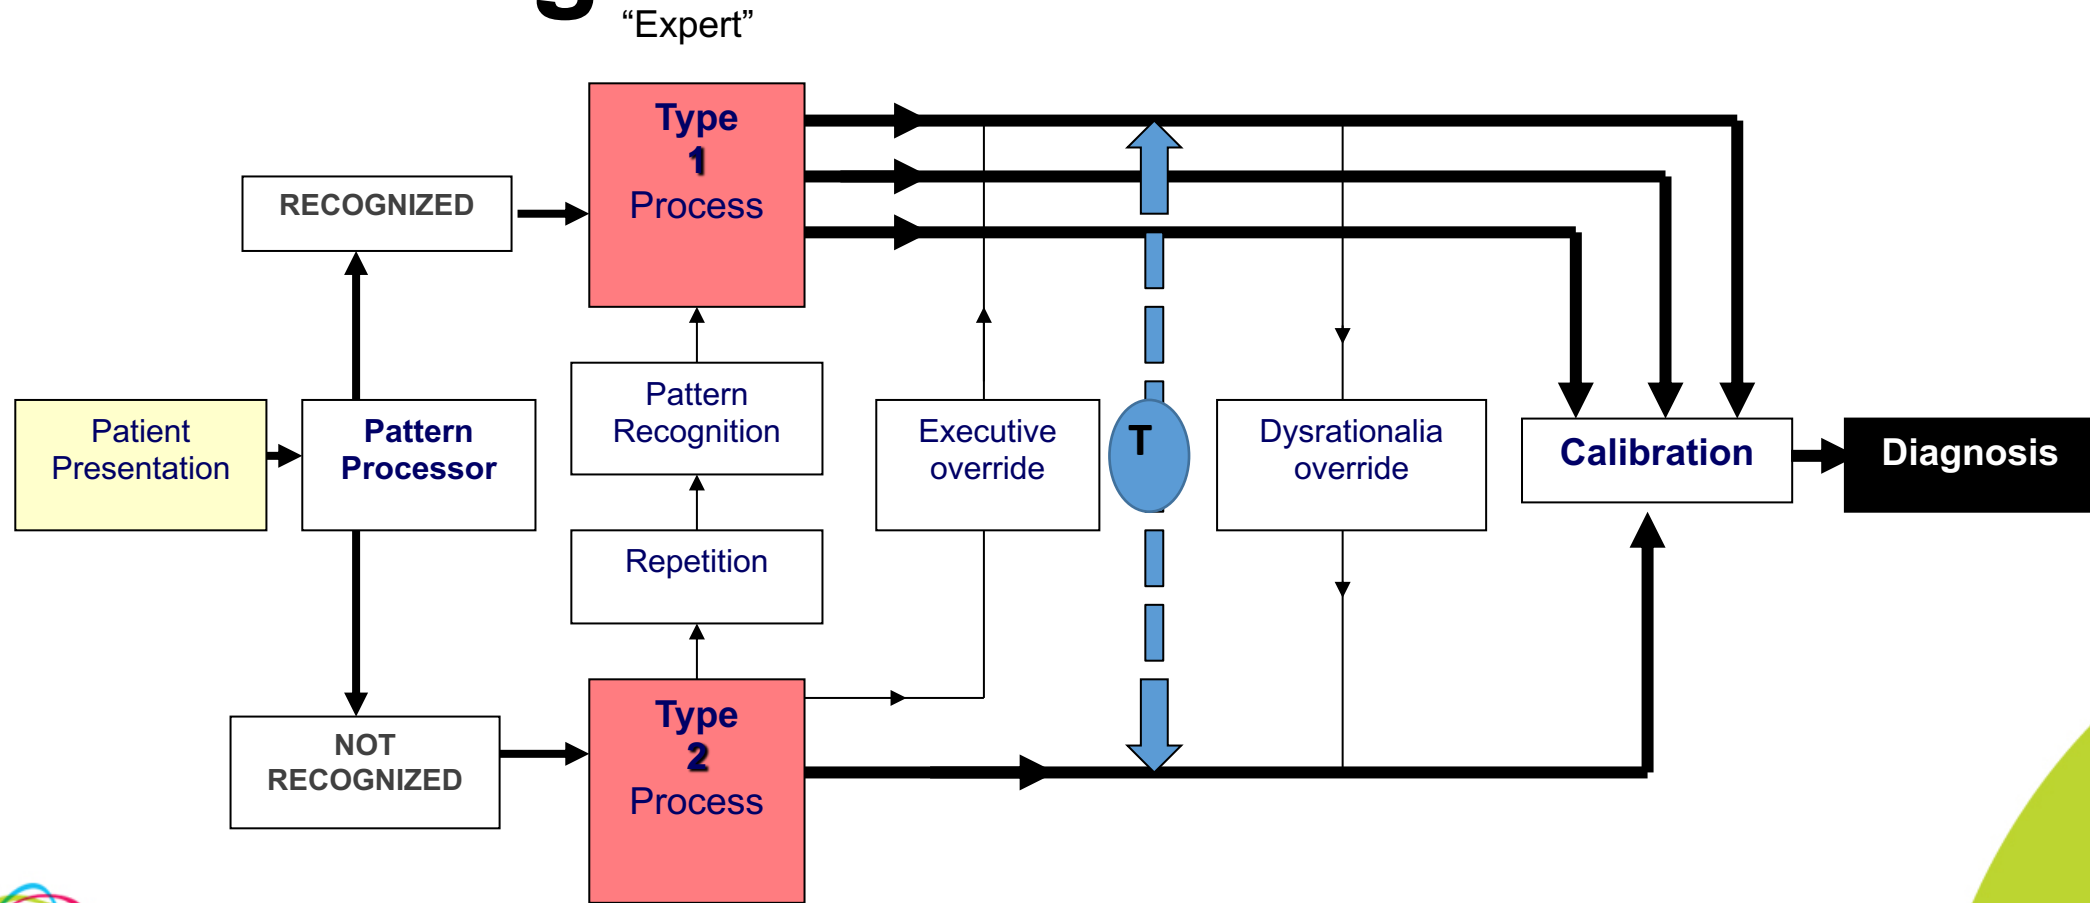 “Expert”
Type
1
Process
RECOGNIZED
Pattern
Recognition
Patient
Presentation
Pattern
Processor
Executive
override
T
Dysrationalia
override
Calibration
Diagnosis
Repetition
NOT
RECOGNIZED
Type
2
Process